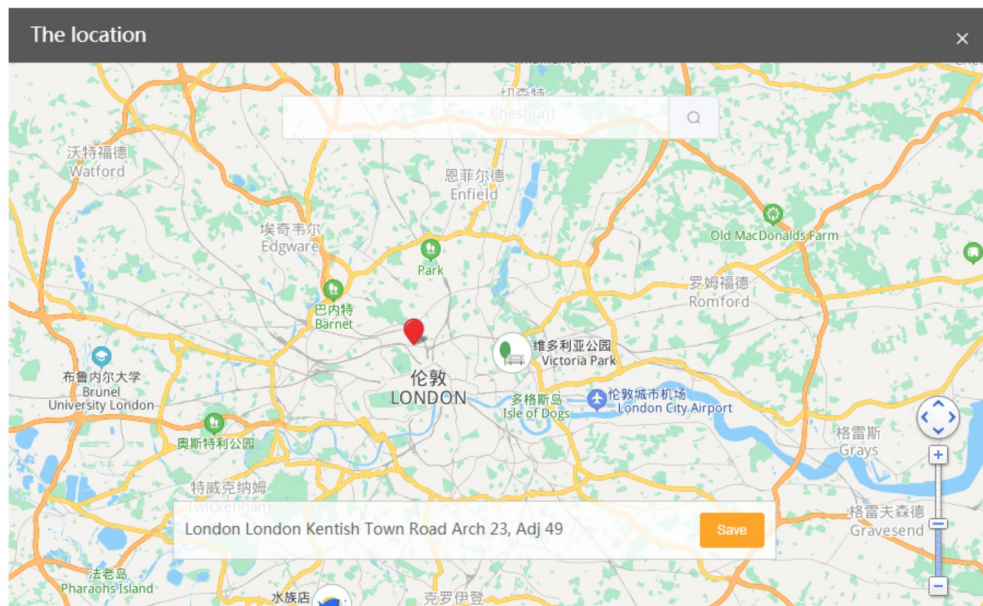 The location
×
切森特
Cheshunt
沃特福德
Watford
恩菲尔德
Enfield
埃奇韦尔
Edgware
Old MacDonalds Farm
Park
罗姆福德
Romford
巴内特
Barnet
维多利亚公园
Victoria Park
布鲁内尔大学
Brunel
University London
伦敦
LONDON
多格斯岛
Isle of Dogs
伦敦城市机场
London City Airport
奥斯特利公园
格雷斯
Grays
特威克纳姆
Twickenham
London London Kentish Town Road Arch 23, Adj 49
Save
格雷夫森德
Gravesend
法老岛
Pharaohs Island
水族店
克罗伊登